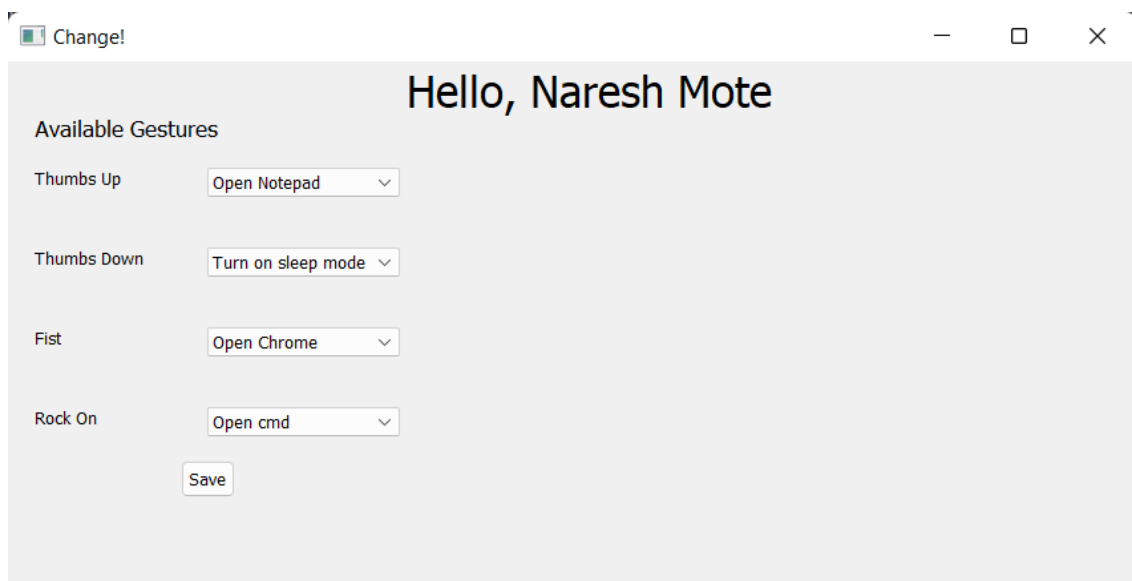 Change!
Hello, Naresh Mote
Available Gestures
Thumbs Up Open Notepad
Thumbs Down Turn on sleep mode
Fist Open Chrome
Rock On Open cmd
Save